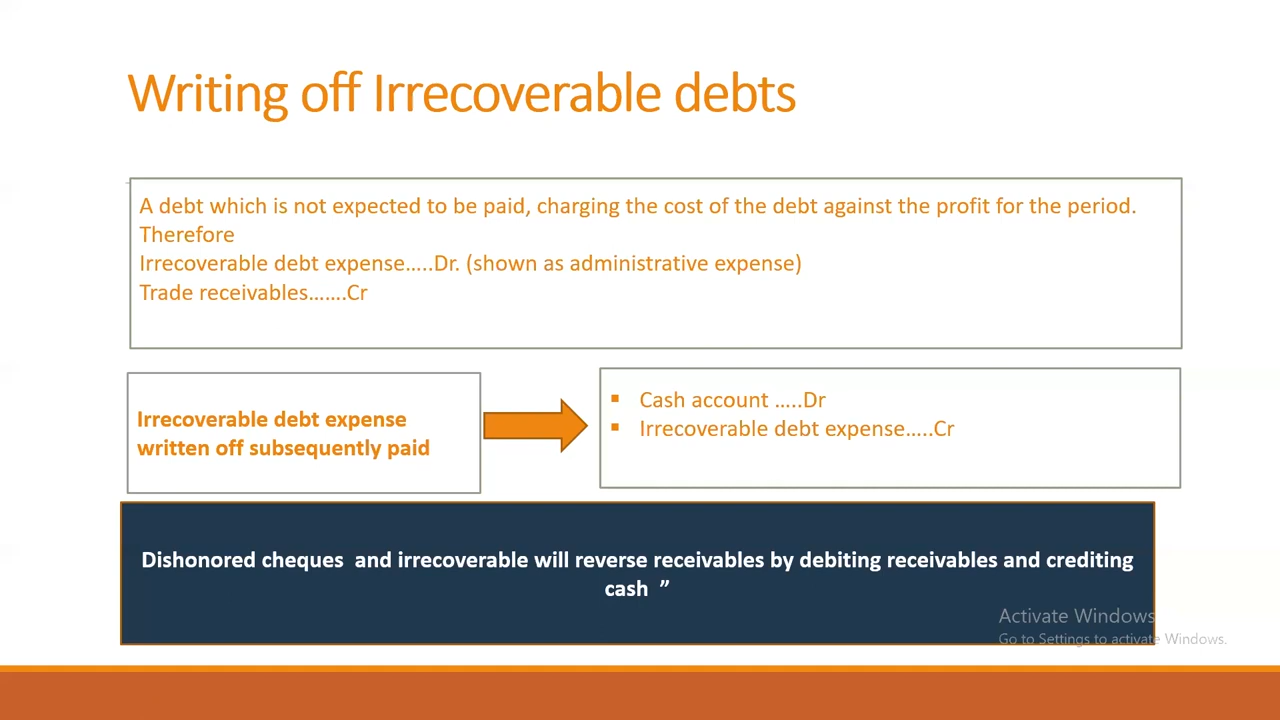 Writing off Irrecoverable debts
A debt which is not expected to be paid, charging the cost of the debt against the profit for the period.
Therefore
Irrecoverable debt expense.....Dr. (shown as administrative expense)
Trade receivables.......Cr
Irrecoverable debt expense
written off subsequently paid
▪ Cash account .....Dr
▪ Irrecoverable debt expense.....Cr
Dishonored cheques  and irrecoverable will reverse receivables by debiting receivables and crediting
cash  ”
Activate Windows
Go to Settings to activate Windows.